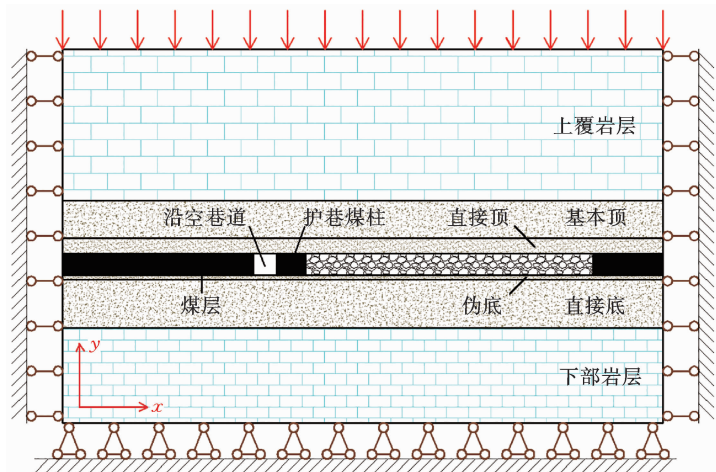 上覆岩层
沿空巷道 护巷煤柱 直接顶 基本顶
煤层 伪底 直接底
y
下部岩层
x